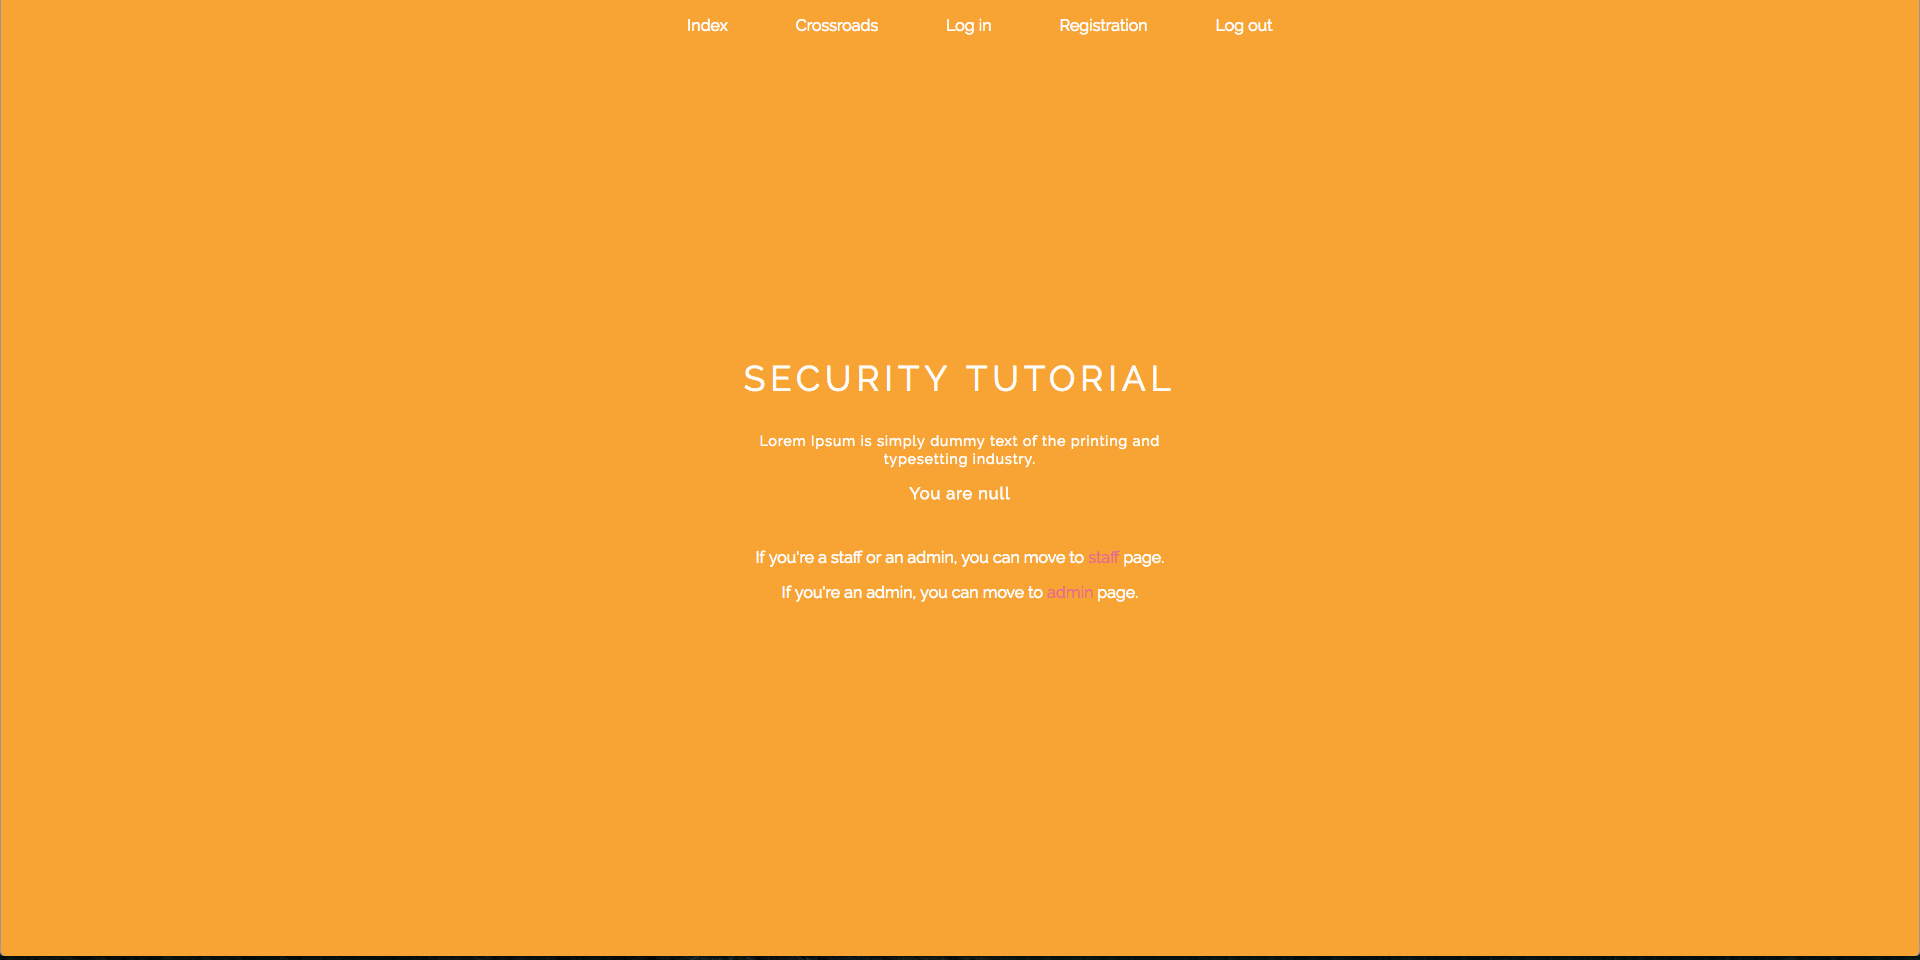 Index Crossroads Log in Registration Log out
SECURITY TUTORIAL
Lorem Ipsum is simply dummy text of the printing and
typesetting industry.
You are null
If you're a staff or an admin, you can move to staff page.
If you're an admin, you can move to admin page.